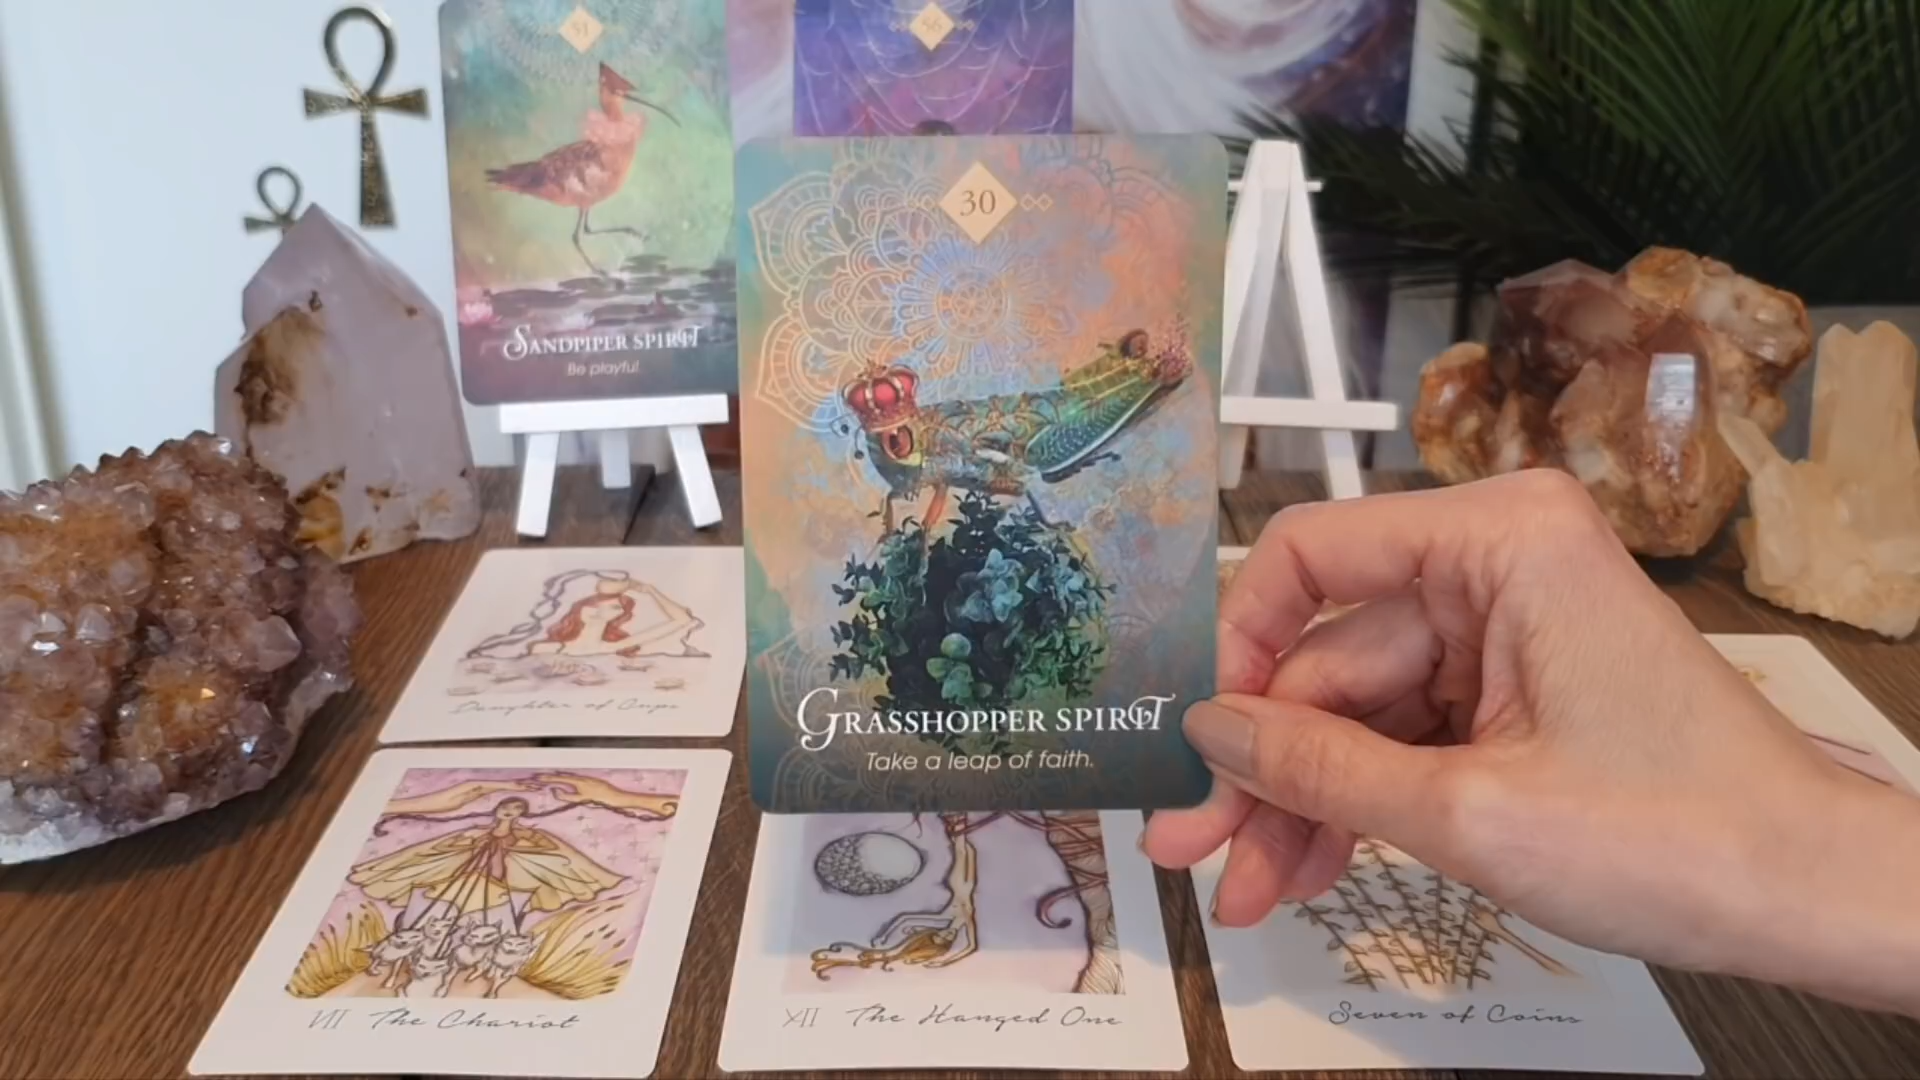 51
56
SANDPIPER SPIRIT
Be playful
30
GRASSHOPPER SPIRIT
Take a leap of faith.
Daughter of Cups
VII The Chariot
XII The Hanged One
Seven of Coins